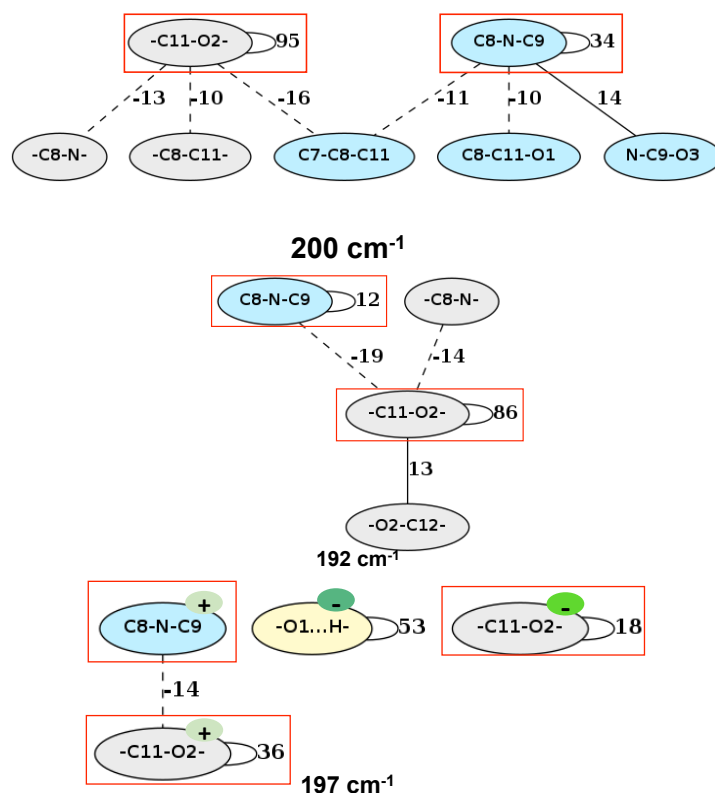 -C11-O2- 95 C8-N-C9 34
-13 -10 -16 -11 -10 14
-C8-N- -C8-C11- C7-C8-C11 C8-C11-O1 N-C9-O3
200 cm-1
C8-N-C9 12 -C8-N-
-19 -14
-C11-O2- 86
13
-O2-C12-
192 cm-1
+ - -
C8-N-C9 -O1...H- 53 -C11-O2- 18
-14
+
-C11-O2- 36
197 cm-1